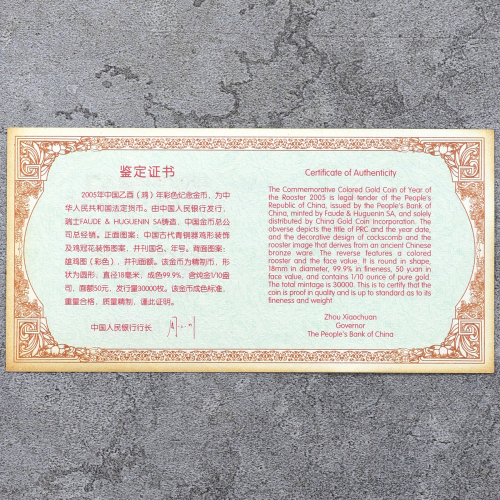 鉴定证书
2005年中国乙酉（鸡）年彩色纪念金币，为中
华人民共和国法定货币。由中国人民银行发行，
瑞士FAUDE & HUGUENIN SA铸造，中国金币总公
司总经销。正面图案：中国古代青铜器鸡形装饰
及鸡冠花装饰图案，并刊国名、年号。背面图案：
雄鸡图（彩色），并刊面额。该金币为精制币，形
状为圆形；直径18毫米；成色99.9%，含纯金1/10盎
司，面额50元，发行量30000枚。该金币成色标准，
重量合格，质量精制，谨此证明。
中国人民银行行长
Certificate of Authenticity
The Commemorative Colored Gold Coin of Year of
the Rooster 2005 is legal tender of the People's
Republic of China, issued by the People's Bank of
China, minted by Faude & Huguenin SA, and solely
distributed by China Gold Coin Incorporation. The
obverse depicts the title of PRC and the year date,
and the decorative design of cockscomb and the
rooster image that derives from an ancient Chinese
bronze ware. The reverse features a colored
rooster and the face value. It is round in shape,
18mm in diameter, 99.9% in fineness, 50 yuan in
face value, and contains 1/10 ounce of pure gold.
The total mintage is 30000. This is to certify that the
coin is proof in quality and is up to standard as to its
fineness and weight.
Zhou Xiaochuan
Governor
The People's Bank of China